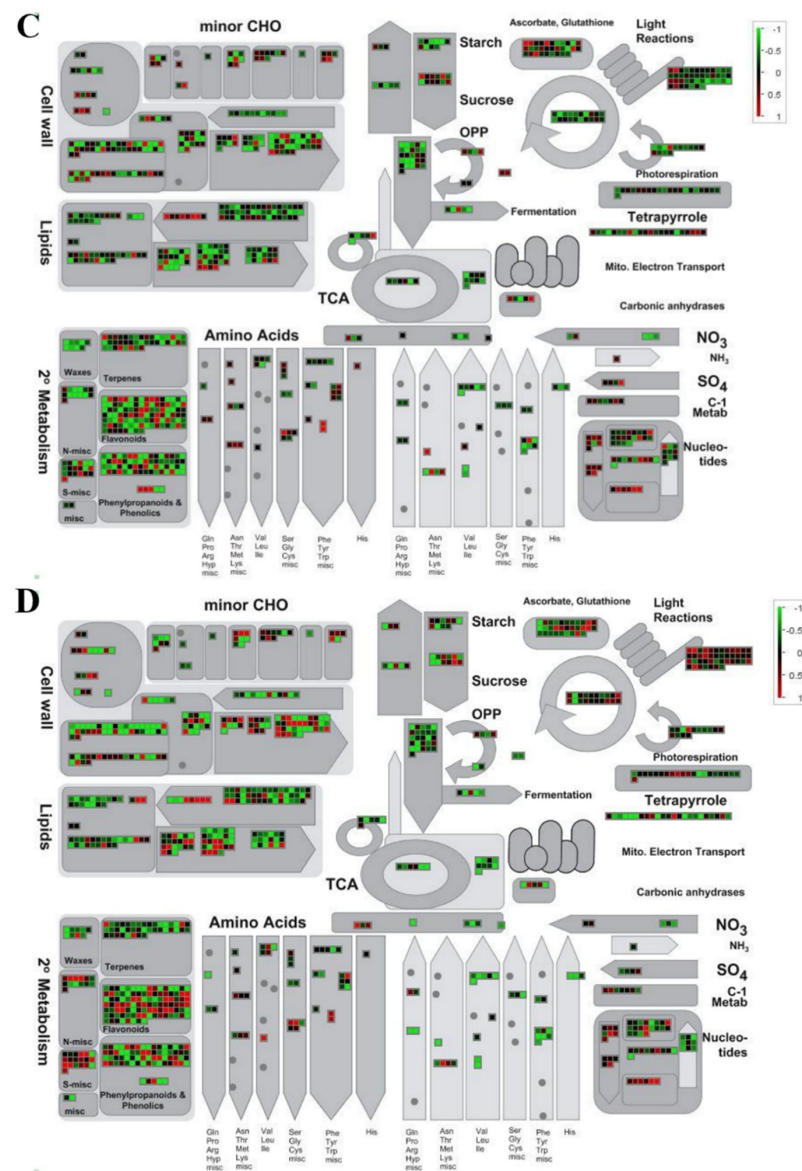 C
minor CHO
Cell wall
Lipids
Starch
Sucrose
OPP
Fermentation
TCA
Ascorbate, Glutathione
Light
Reactions
-1
-0.5
0
0.5
1
Photorespiration
Tetrapyrrole
Mito. Electron Transport
Carbonic anhydrases
2º Metabolism
Waxes
Terpenes
Flavonoids
N-misc
S-misc
misc
Phenylpropanoids &
Phenolics
Amino Acids
Gln
Pro
Arg
Hyp
misc
Asn
Thr
Met
Lys
misc
Val
Leu
Ile
Ser
Gly
Cys
misc
Phe
Tyr
Trp
misc
His
Gln
Pro
Arg
Hyp
misc
Asn
Thr
Met
Lys
misc
Val
Leu
Ile
Ser
Gly
Cys
misc
Phe
Tyr
Trp
misc
His
NO3
NH3
SO4
C-1
Metab
Nucleo-
tides
D
minor CHO
Cell wall
Lipids
Starch
Sucrose
OPP
Fermentation
TCA
Ascorbate, Glutathione
Light
Reactions
-1
-0.5
0
0.5
1
Photorespiration
Tetrapyrrole
Mito. Electron Transport
Carbonic anhydrases
2º Metabolism
Waxes
Terpenes
Flavonoids
N-misc
S-misc
misc
Phenylpropanoids &
Phenolics
Amino Acids
Gln
Pro
Arg
Hyp
misc
Asn
Thr
Met
Lys
misc
Val
Leu
Ile
Ser
Gly
Cys
misc
Phe
Tyr
Trp
misc
His
Gln
Pro
Arg
Hyp
misc
Asn
Thr
Met
Lys
misc
Val
Leu
Ile
Ser
Gly
Cys
misc
Phe
Tyr
Trp
misc
His
NO3
NH3
SO4
C-1
Metab
Nucleo-
tides